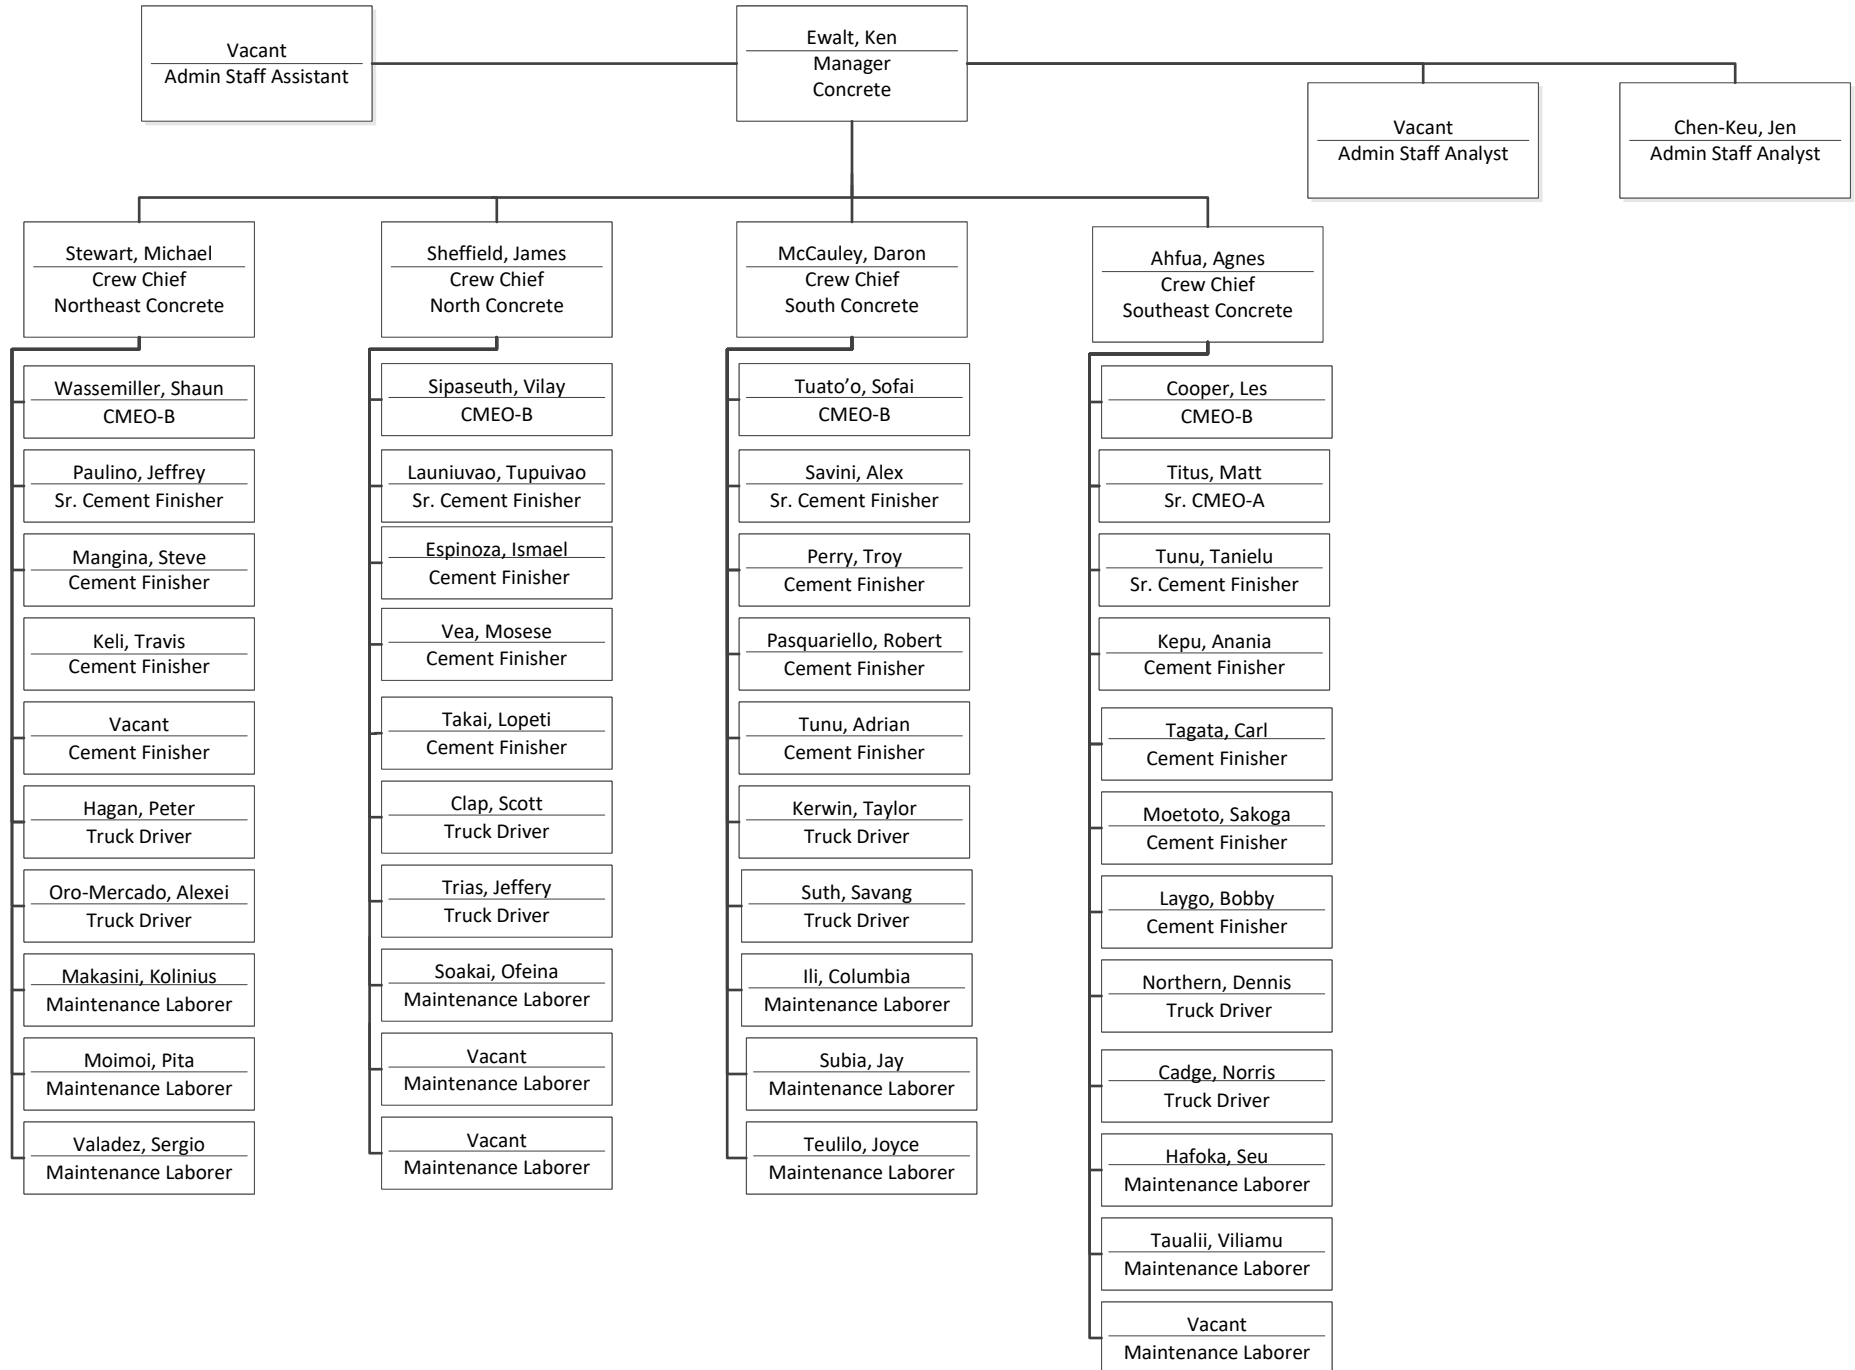 Vacant
Admin Staff Assistant
Ewalt, Ken
Manager
Concrete
Vacant
Admin Staff Analyst
Chen-Keu, Jen
Admin Staff Analyst
Stewart, Michael
Crew Chief
Northeast Concrete
Wassemiller, Shaun
CMEO-B
Paulino, Jeffrey
Sr. Cement Finisher
Mangina, Steve
Cement Finisher
Keli, Travis
Cement Finisher
Vacant
Cement Finisher
Hagan, Peter
Truck Driver
Oro-Mercado, Alexei
Truck Driver
Makasini, Kolinius
Maintenance Laborer
Moimoi, Pita
Maintenance Laborer
Valadez, Sergio
Maintenance Laborer
Sheffield, James
Crew Chief
North Concrete
Sipaseuth, Vilay
CMEO-B
Launiuvao, Tupuivao
Sr. Cement Finisher
Espinoza, Ismael
Cement Finisher
Vea, Mosese
Cement Finisher
Takai, Lopeti
Cement Finisher
Clap, Scott
Truck Driver
Trias, Jeffery
Truck Driver
Soakai, Ofeina
Maintenance Laborer
Vacant
Maintenance Laborer
Vacant
Maintenance Laborer
McCauley, Daron
Crew Chief
South Concrete
Tuato’o, Sofai
CMEO-B
Savini, Alex
Sr. Cement Finisher
Perry, Troy
Cement Finisher
Pasquariello, Robert
Cement Finisher
Tunu, Adrian
Cement Finisher
Kerwin, Taylor
Truck Driver
Suth, Savang
Truck Driver
Ili, Columbia
Maintenance Laborer
Subia, Jay
Maintenance Laborer
Teulilo, Joyce
Maintenance Laborer
Ahfua, Agnes
Crew Chief
Southeast Concrete
Cooper, Les
CMEO-B
Titus, Matt
Sr. CMEO-A
Tunu, Tanielu
Sr. Cement Finisher
Kepu, Anania
Cement Finisher
Tagata, Carl
Cement Finisher
Moetoto, Sakoga
Cement Finisher
Laygo, Bobby
Cement Finisher
Northern, Dennis
Truck Driver
Cadge, Norris
Truck Driver
Hafoka, Seu
Maintenance Laborer
Taualii, Viliamu
Maintenance Laborer
Vacant
Maintenance Laborer